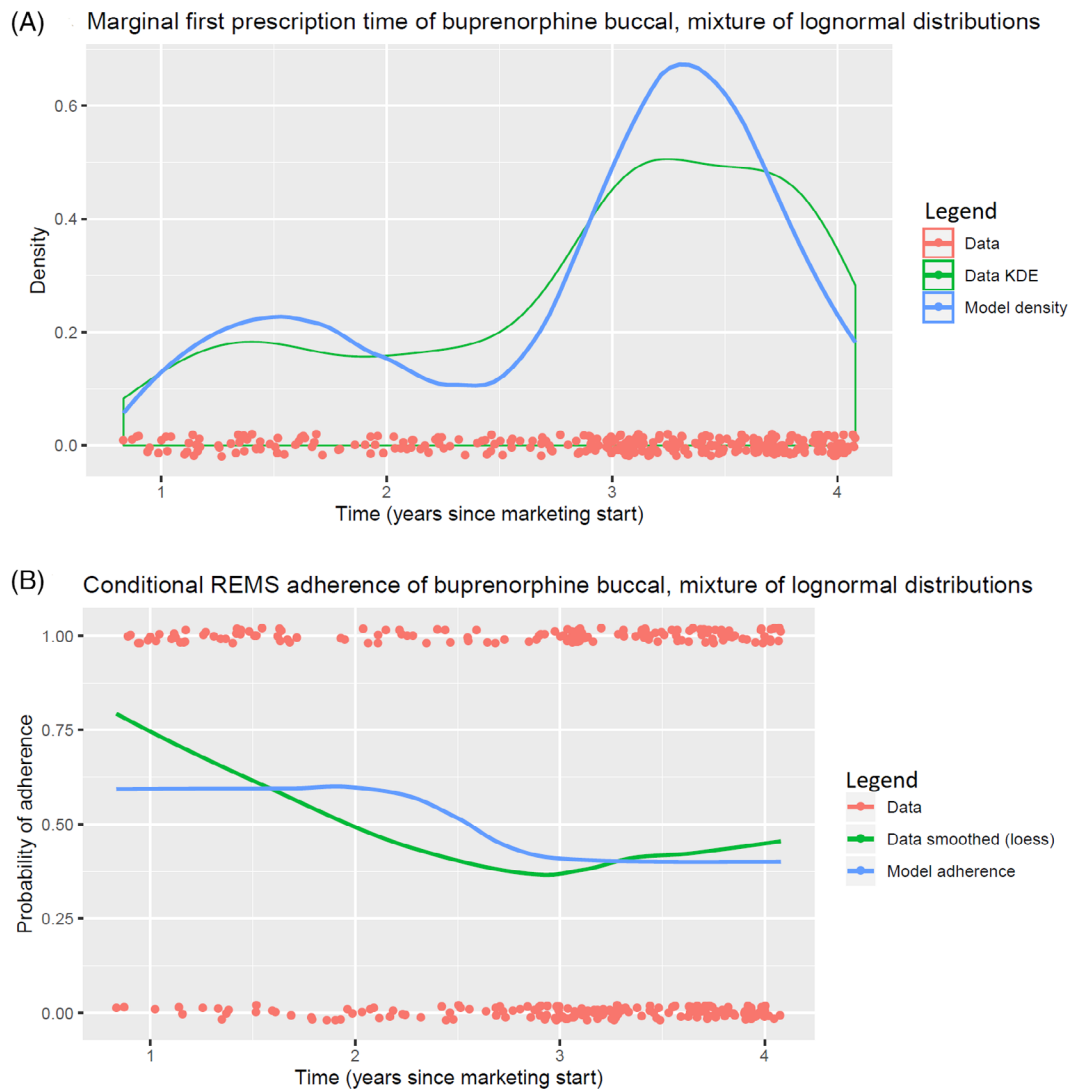 (A)
Marginal first prescription time of buprenorphine buccal, mixture of lognormal distributions
Density
0.6
0.4
0.2
0.0
1 2 3 4
Time (years since marketing start)
Legend
Data
Data KDE
Model density
(B)
Conditional REMS adherence of buprenorphine buccal, mixture of lognormal distributions
Probability of adherence
1.00
0.75
0.50
0.25
0.00
1 2 3 4
Time (years since marketing start)
Legend
Data
Data smoothed (loess)
Model adherence